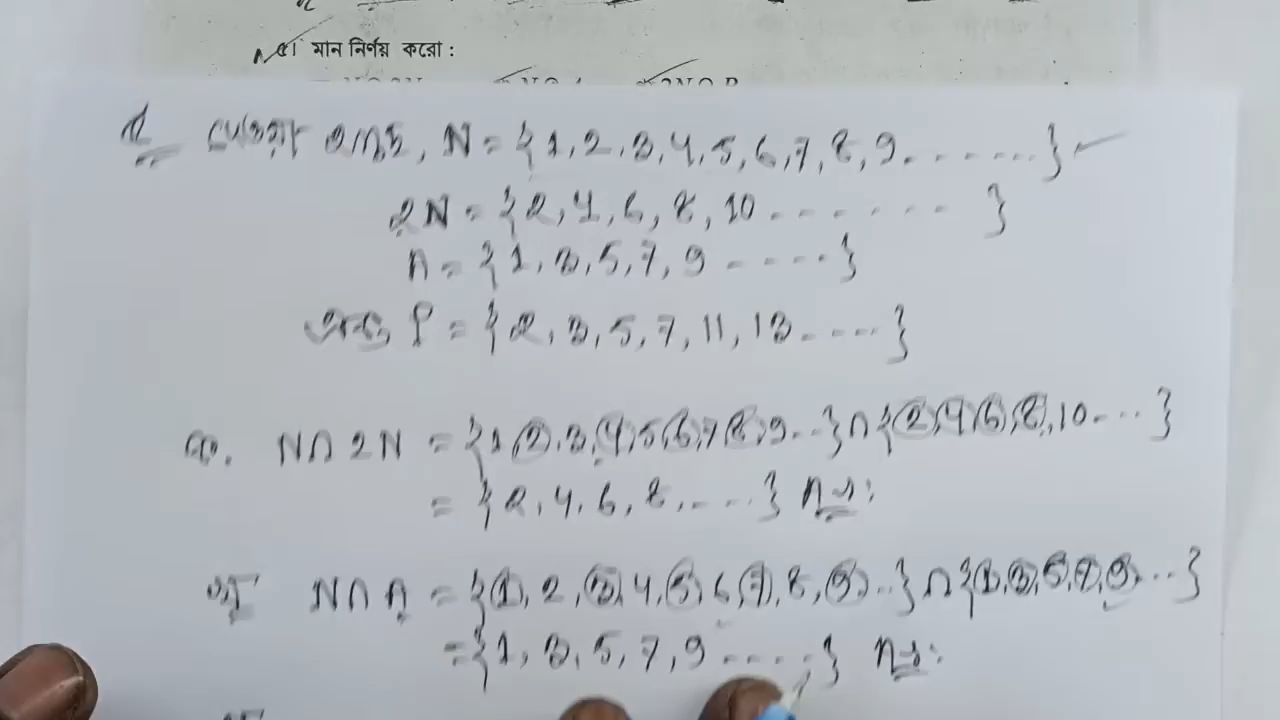 ৫। মান নির্ণয় করো :
৫ দেওয়া আছে, N = {1, 2, 3, 4, 5, 6, 7, 8, 9.......}
2N = {2, 4, 6, 8, 10.......}
A = {1, 3, 5, 7, 9.....}
এবং, P = {2, 3, 5, 7, 11, 13.....}
ক. N∩2N = {1, 2, 3, 4, 5, 6, 7, 8, 9...} ∩ {2, 4, 6, 8, 10....}
= {2, 4, 6, 8, ....} Ans:
খ N∩A = {1, 2, 3, 4, 5, 6, 7, 8, 9...} ∩ {1, 3, 5, 7, 9...}
= {1, 3, 5, 7, 9.....} Ans: